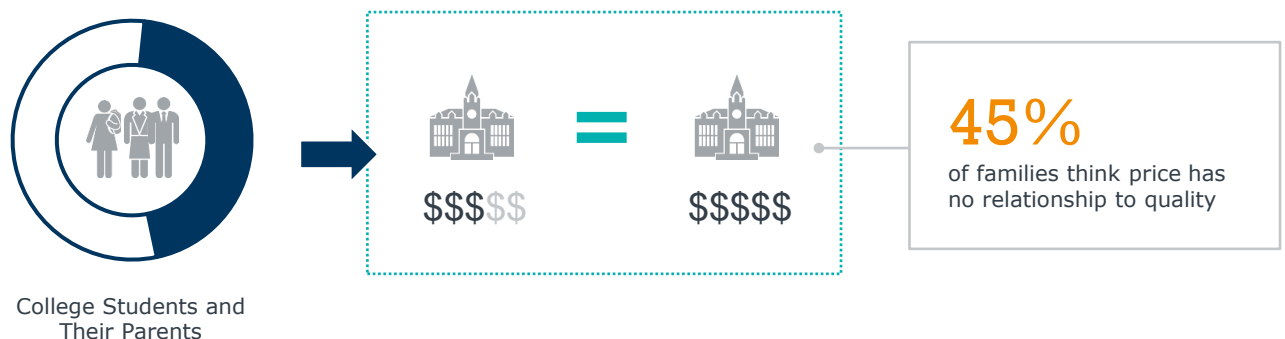 College Students and
Their Parents
=
$$$$$
$$$$$
45%
of families think price has
no relationship to quality